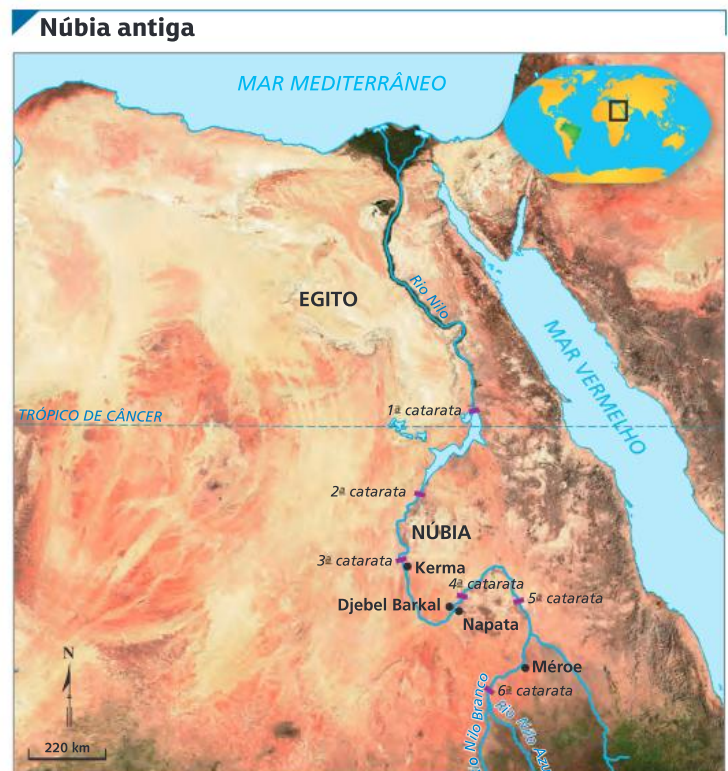 Núbia antiga
MAR MEDITERRÂNEO
EGITO
Rio Nilo
MAR VERMELHO
TRÓPICO DE CÂNCER
1ª catarata
2ª catarata
NÚBIA
3ª catarata
Kerma
4ª catarata
Djebel Barkal
5ª catarata
Napata
N
Méroe
6ª catarata
Rio Nilo Branco
Rio Nilo Azul
220 km